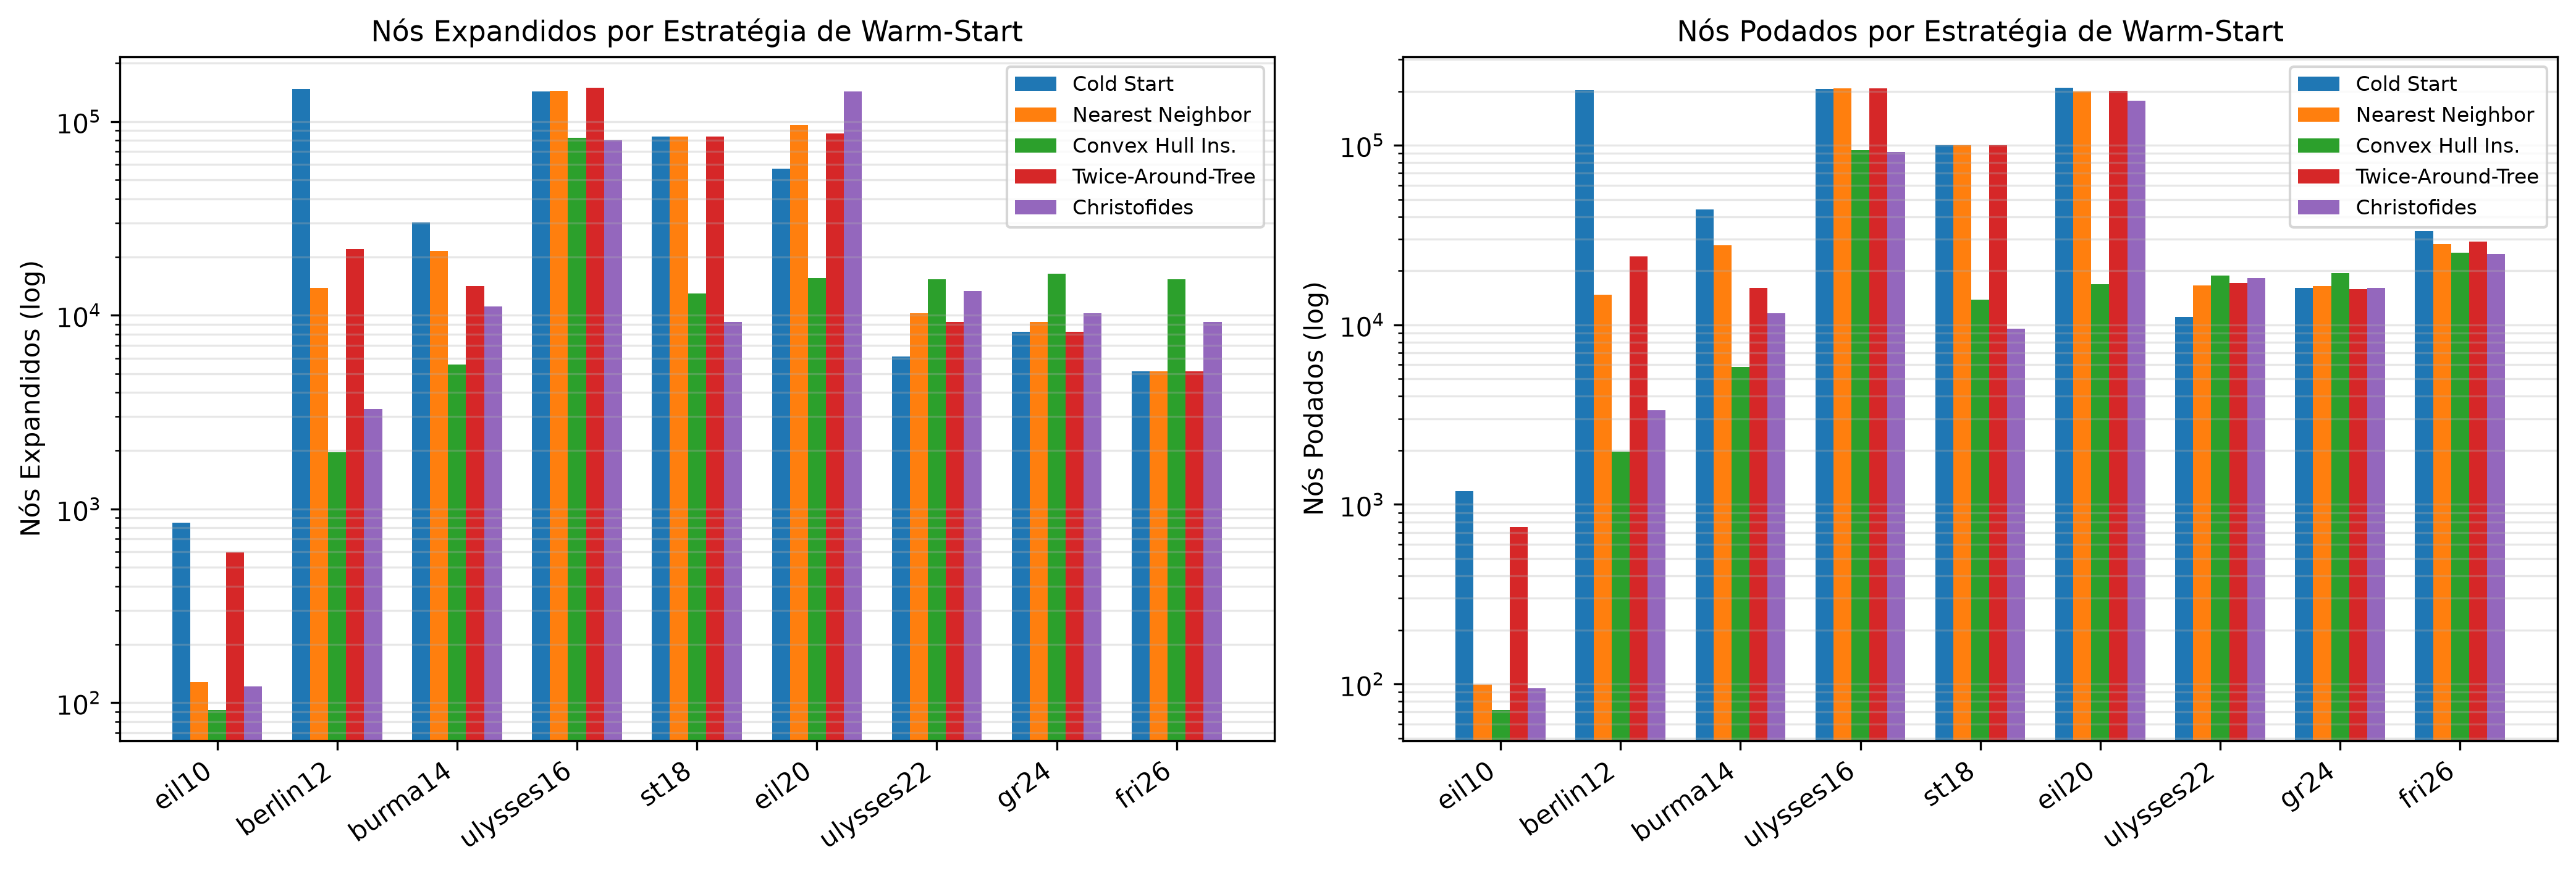 Nós Expandidos por Estratégia de Warm-Start
Nós Expandidos (log)
10⁵
10⁴
10³
10²
Cold Start
Nearest Neighbor
Convex Hull Ins.
Twice-Around-Tree
Christofides
eil10
berlin12
burma14
ulysses16
st18
eil20
ulysses22
gr24
fri26
Nós Podados por Estratégia de Warm-Start
Nós Podados (log)
10⁵
10⁴
10³
10²
Cold Start
Nearest Neighbor
Convex Hull Ins.
Twice-Around-Tree
Christofides
eil10
berlin12
burma14
ulysses16
st18
eil20
ulysses22
gr24
fri26